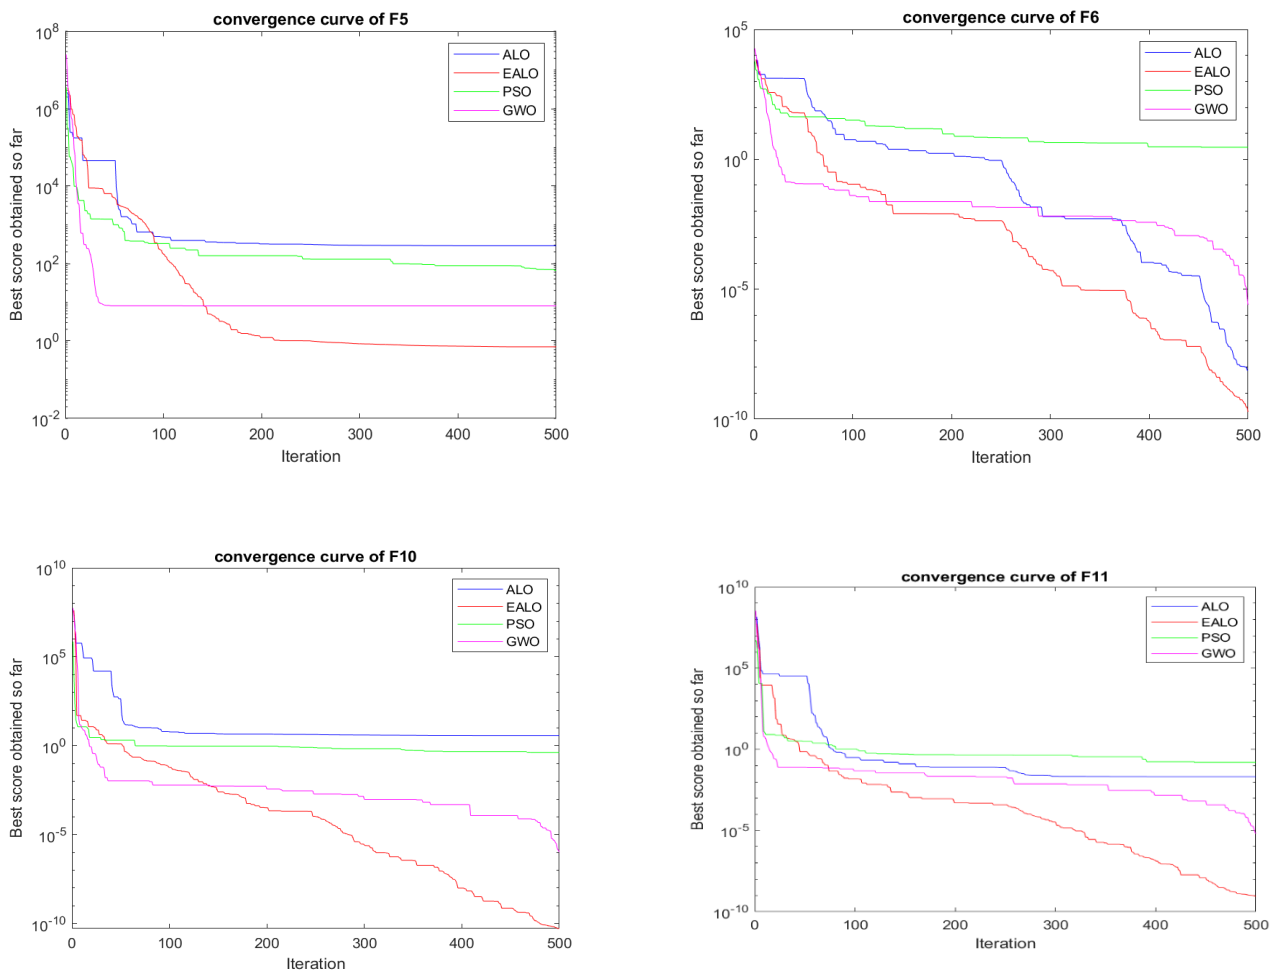 convergence curve of F5
10^8
10^6
10^4
10^2
10^0
10^-2
Best score obtained so far
0
100
200
300
400
500
Iteration
ALO
EALO
PSO
GWO
convergence curve of F6
10^5
10^0
10^-5
10^-10
Best score obtained so far
0
100
200
300
400
500
Iteration
ALO
EALO
PSO
GWO
convergence curve of F10
10^10
10^5
10^0
10^-5
10^-10
Best score obtained so far
0
100
200
300
400
500
Iteration
ALO
EALO
PSO
GWO
convergence curve of F11
10^10
10^5
10^0
10^-5
10^-10
Best score obtained so far
0
100
200
300
400
500
Iteration
ALO
EALO
PSO
GWO